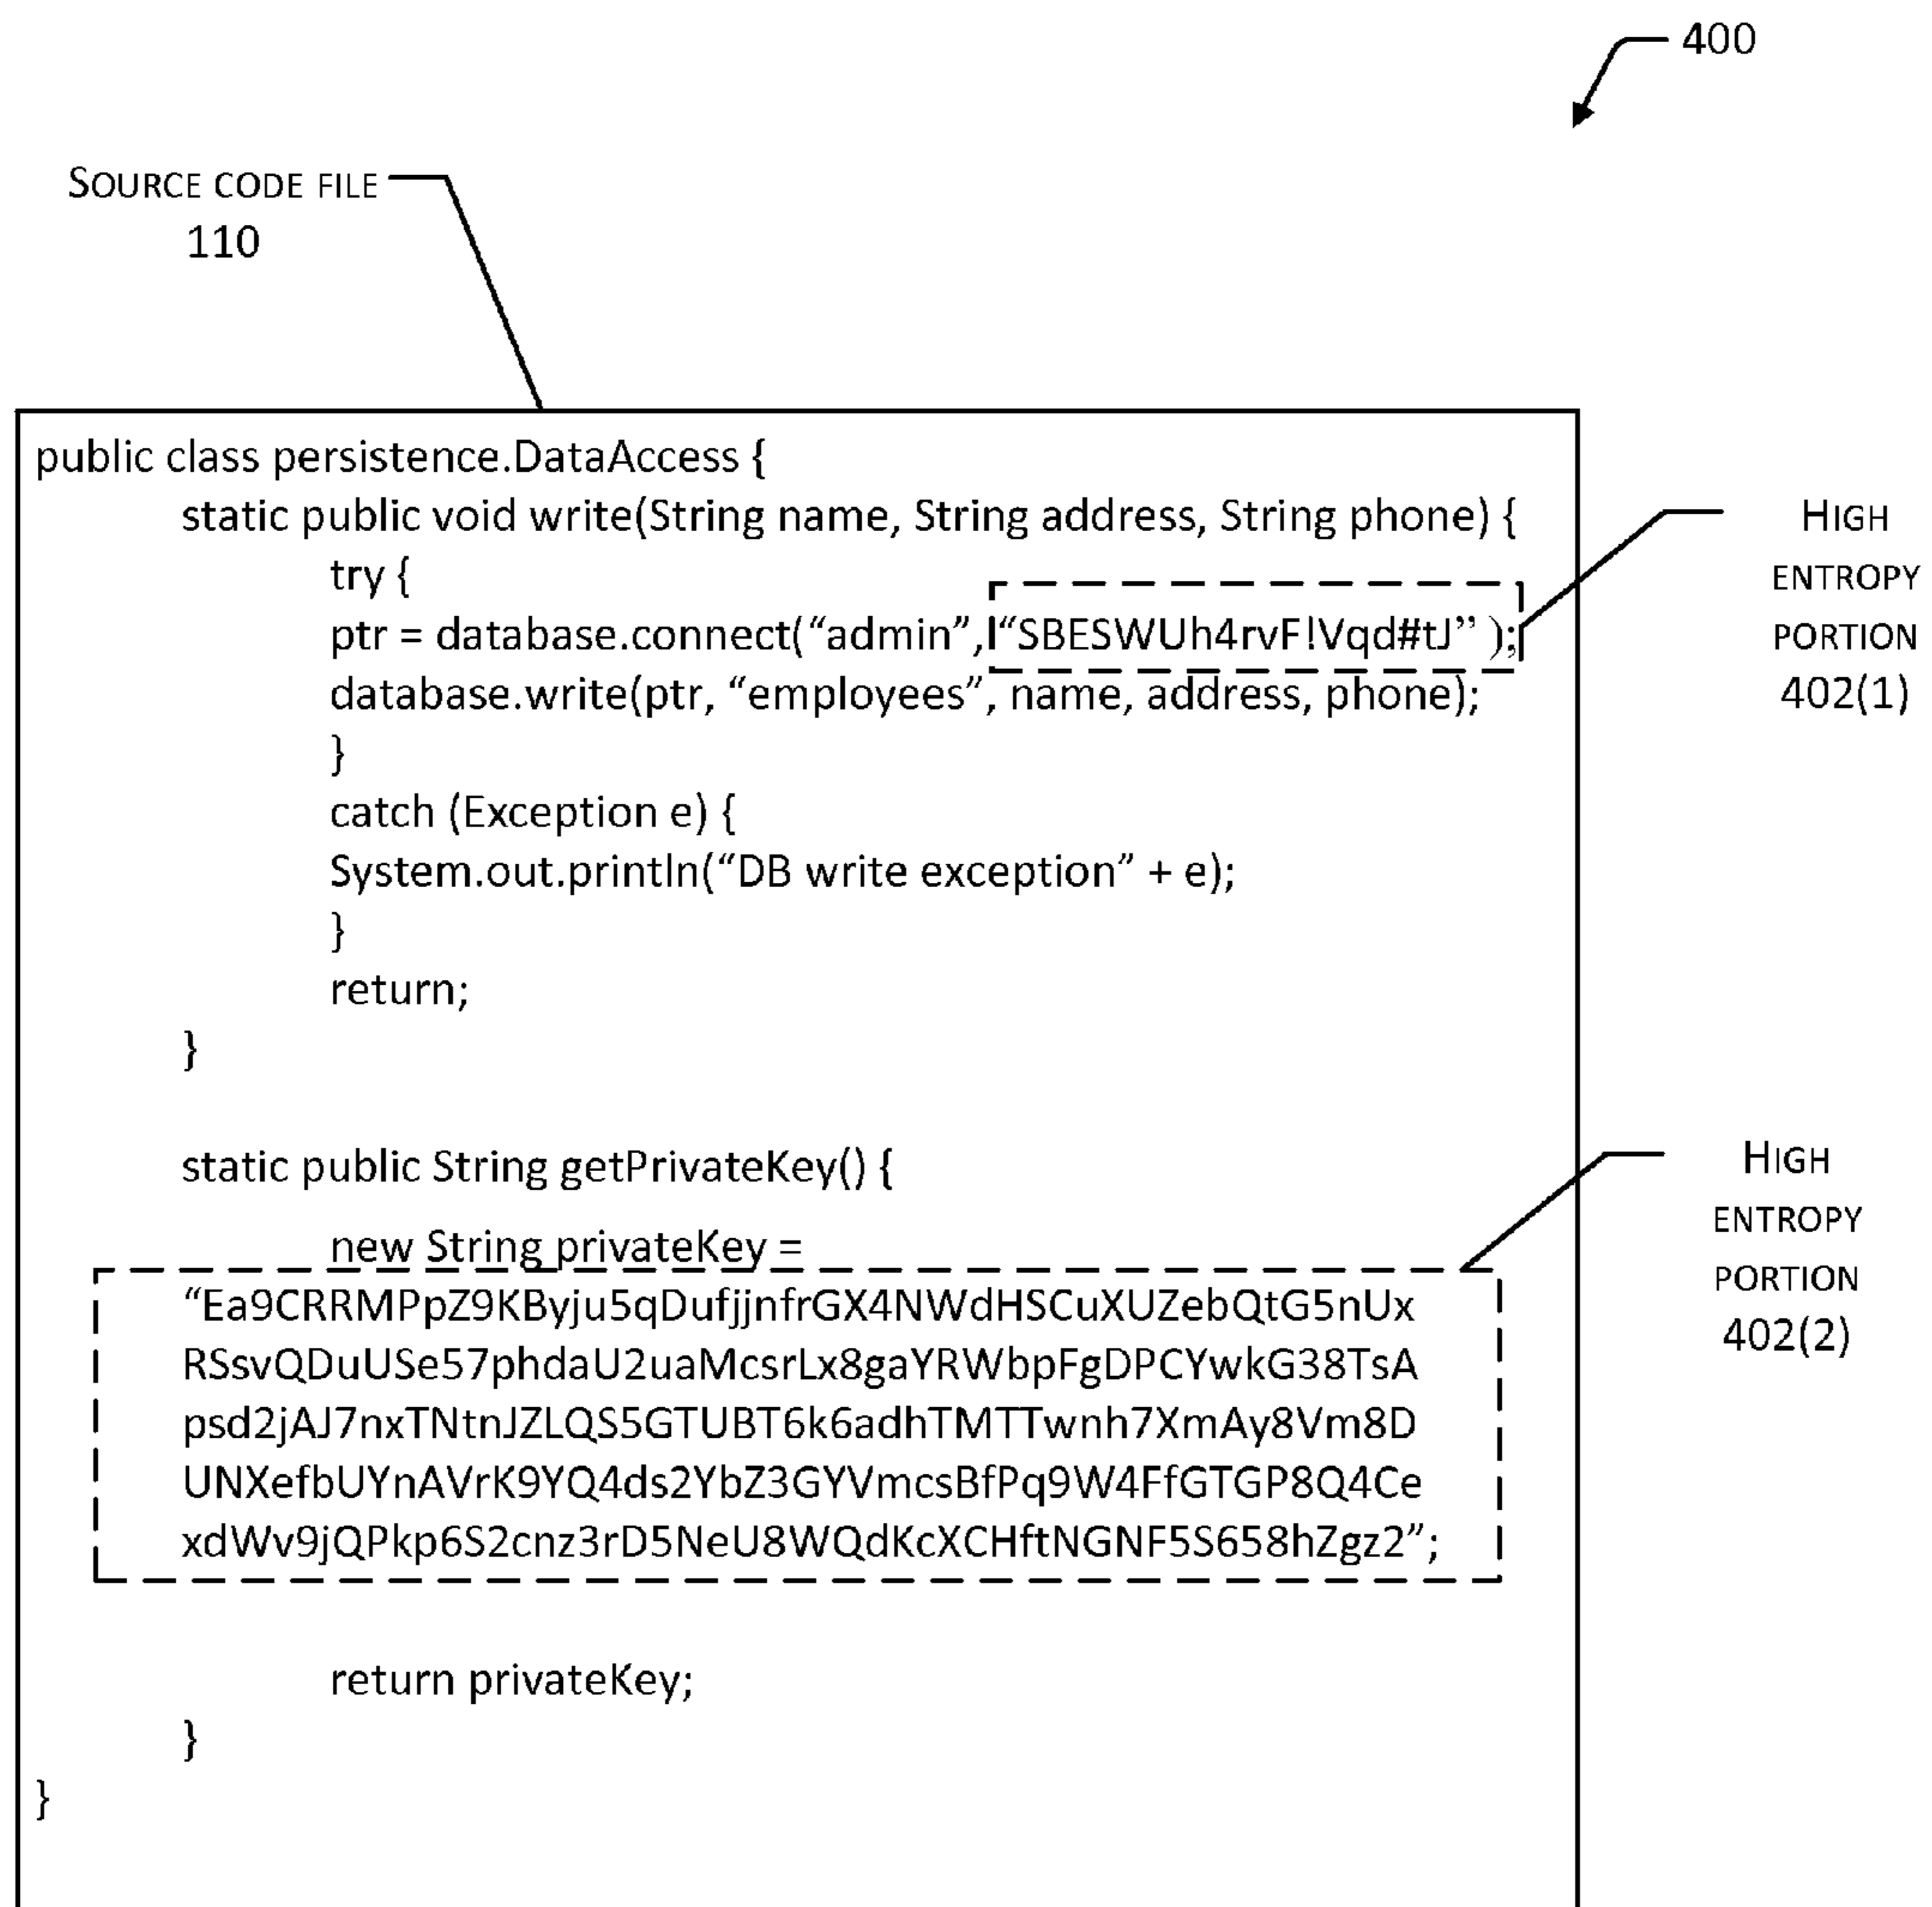 400
SOURCE CODE FILE
110
public class persistence.DataAccess {
static public void write(String name, String address, String phone) {
try {
ptr = database.connect(“admin”, “SBESWUh4rvF!Vqd#tJ” );
database.write(ptr, “employees”, name, address, phone);
}
catch (Exception e) {
System.out.println(“DB write exception” + e);
}
return;
}
static public String getPrivateKey() {
new String privateKey =
“Ea9CRRMPpZ9KByju5qDufjjnfrGX4NWdHSCuXUZebQtG5nUx
RSsvQDuUSe57phdaU2uaMcsrLx8gaYRWbpFgDPCYwkG38TsA
psd2jAJ7nxTNtnJZLQS5GTUBT6k6adhTMTTwnh7XmAy8Vm8D
UNXefbUYnAVrK9YQ4ds2YbZ3GYVmcsBfPq9W4FfGTGP8Q4Ce
xdWv9jQPkp6S2cnz3rD5NeU8WQdKcXCHftNGNF5S658hZgz2”;
return privateKey;
}
}
HIGH
ENTROPY
PORTION
402(1)
HIGH
ENTROPY
PORTION
402(2)